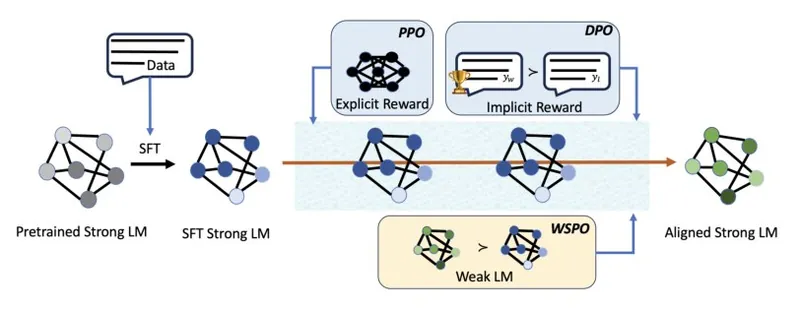 Data
SFT
PPO
Explicit Reward
DPO
y_w ≻ y_l
Implicit Reward
Pretrained Strong LM
SFT Strong LM
≻
WSPO
Weak LM
Aligned Strong LM